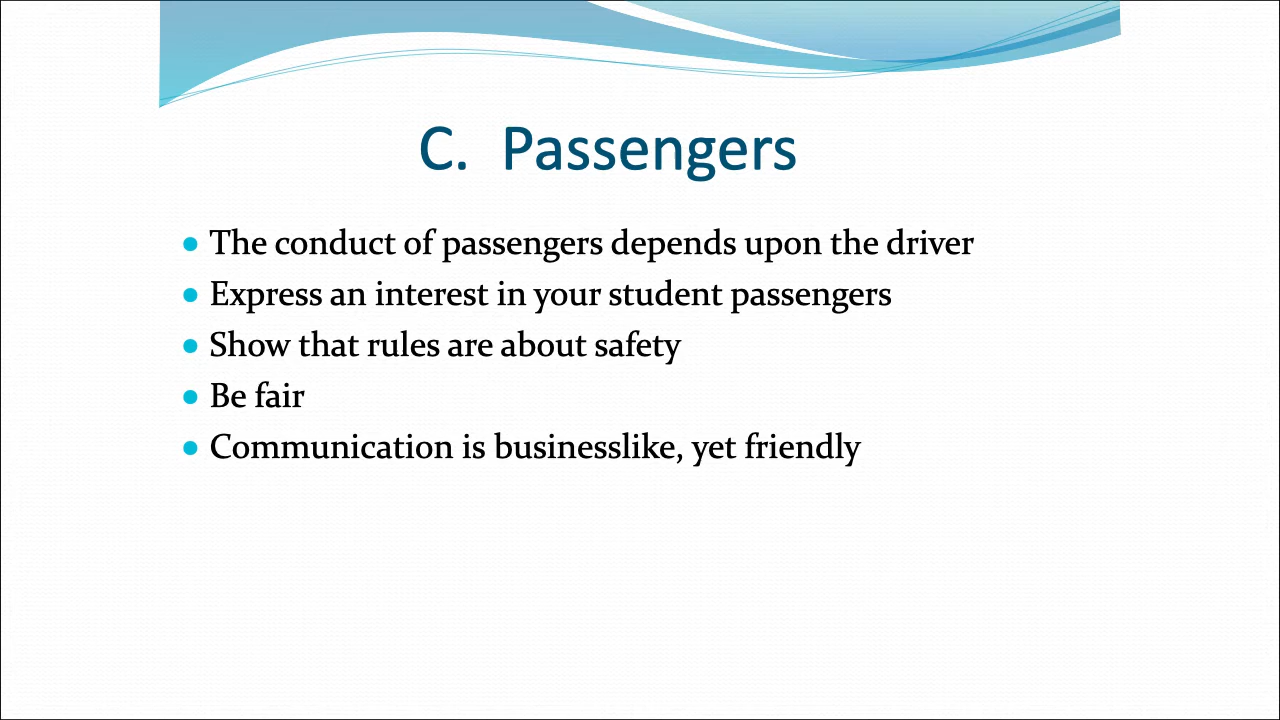 C. Passengers
● The conduct of passengers depends upon the driver
● Express an interest in your student passengers
● Show that rules are about safety
● Be fair
● Communication is businesslike, yet friendly